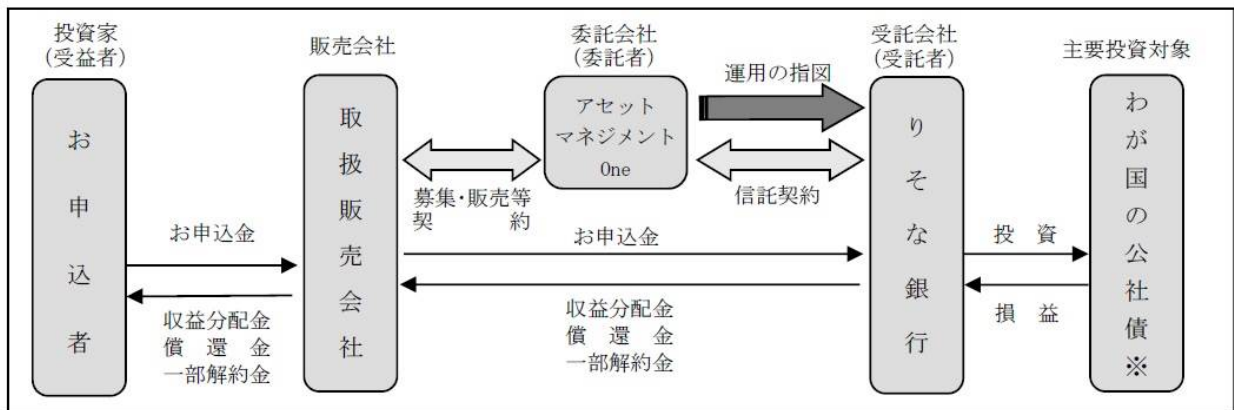 投資家
(受益者)
お申込者
お申込金
収益分配金
償還金
一部解約金
販売会社
取扱販売会社
募集・販売等
契約
委託会社
(委託者)
アセット
マネジメント
One
運用の指図
信託契約
お申込金
収益分配金
償還金
一部解約金
受託会社
(受託者)
りそな銀行
投資
損益
主要投資対象
わが国の公社債※